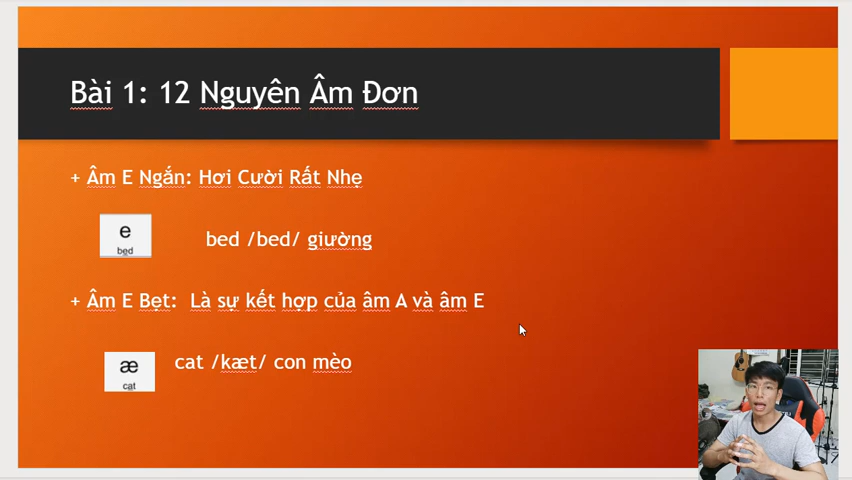 Bài 1: 12 Nguyên Âm Đơn
+ Âm E Ngắn: Hơi Cười Rất Nhẹ
e
bed
bed /bed/ giường
+ Âm E Bẹt: Là sự kết hợp của âm A và âm E
æ
cat
cat /kæt/ con mèo